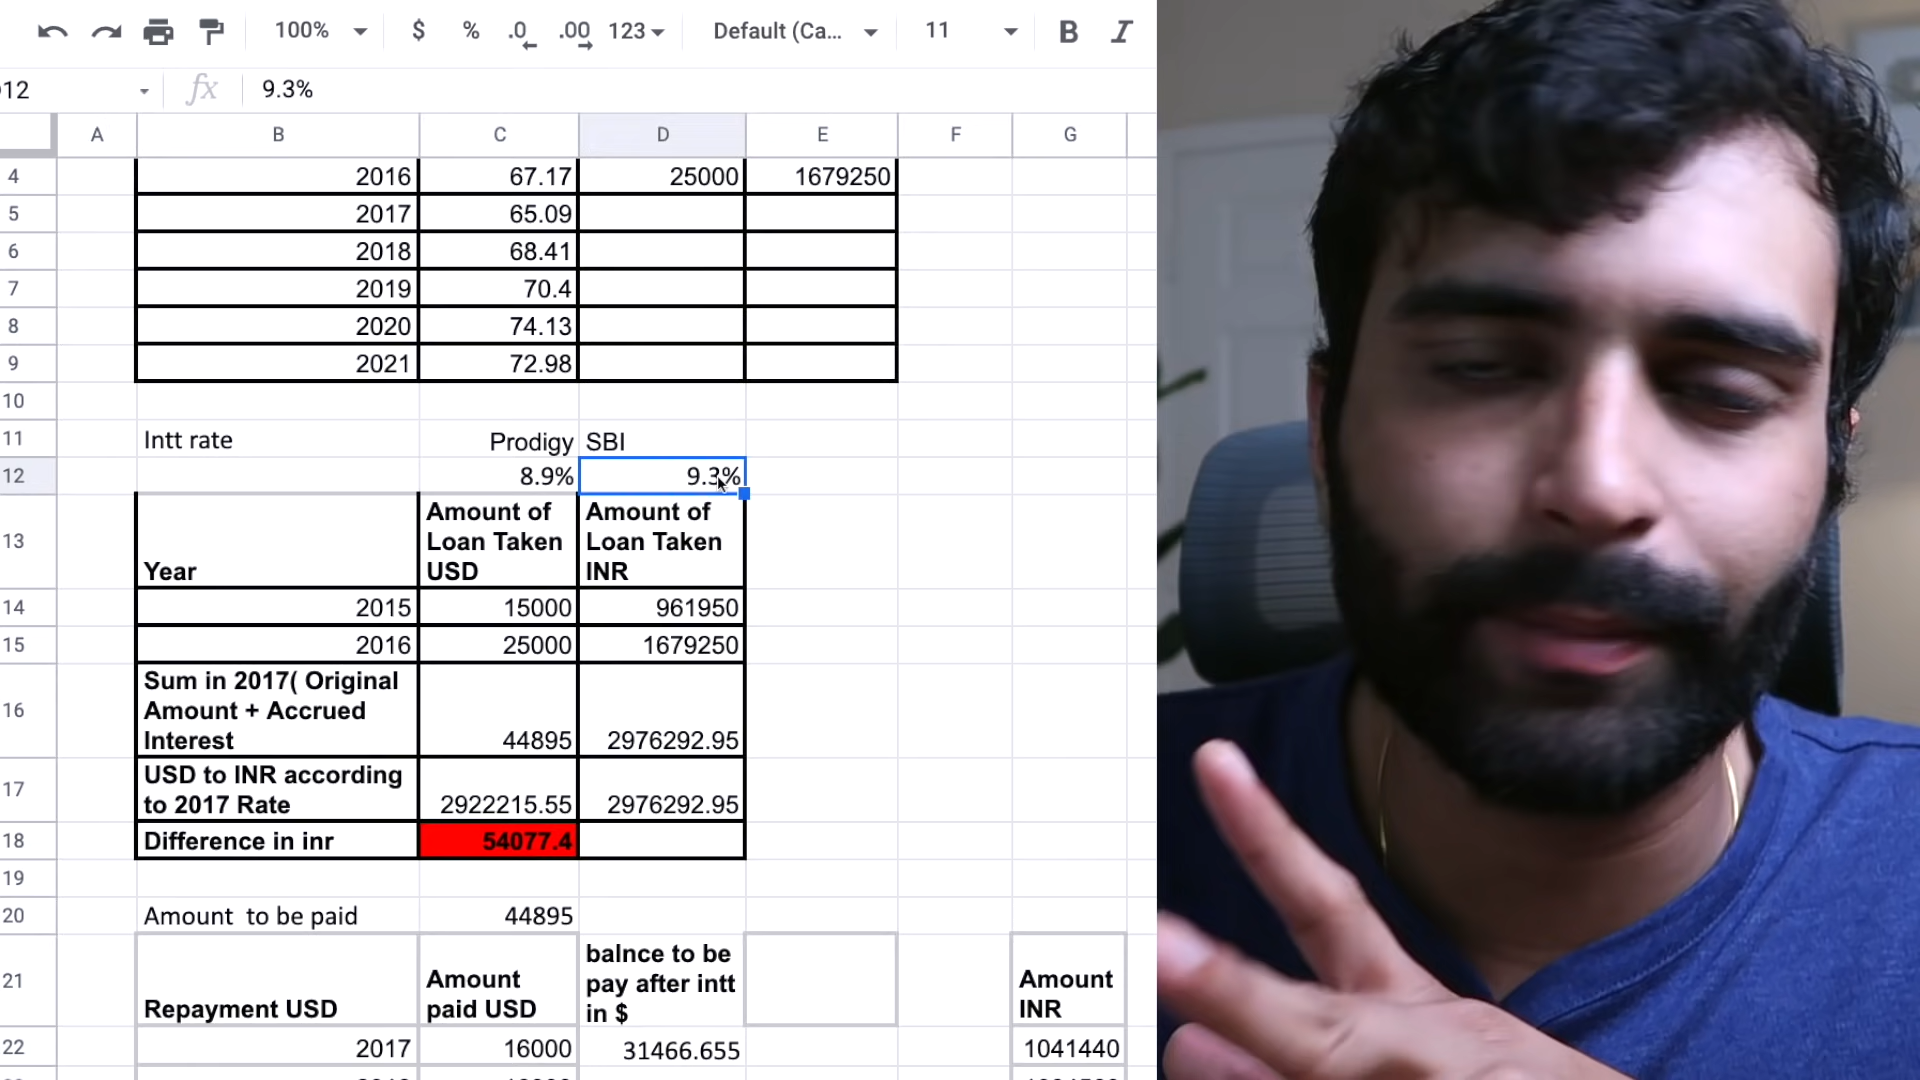 100% $ % .0 .00 123 Default (Ca... 11 B I
12 fx 9.3%
A B C D E F G
4 2016 67.17 25000 1679250
5 2017 65.09
6 2018 68.41
7 2019 70.4
8 2020 74.13
9 2021 72.98
10
11 Intt rate Prodigy SBI
12 8.9% 9.3%
13 Year Amount of Loan Taken USD Amount of Loan Taken INR
14 2015 15000 961950
15 2016 25000 1679250
16 Sum in 2017( Original Amount + Accrued Interest 44895 2976292.95
17 USD to INR according to 2017 Rate 2922215.55 2976292.95
18 Difference in inr 54077.4
19
20 Amount to be paid 44895
21 Repayment USD Amount paid USD balnce to be pay after intt in $ Amount INR
22 2017 16000 31466.655 1041440